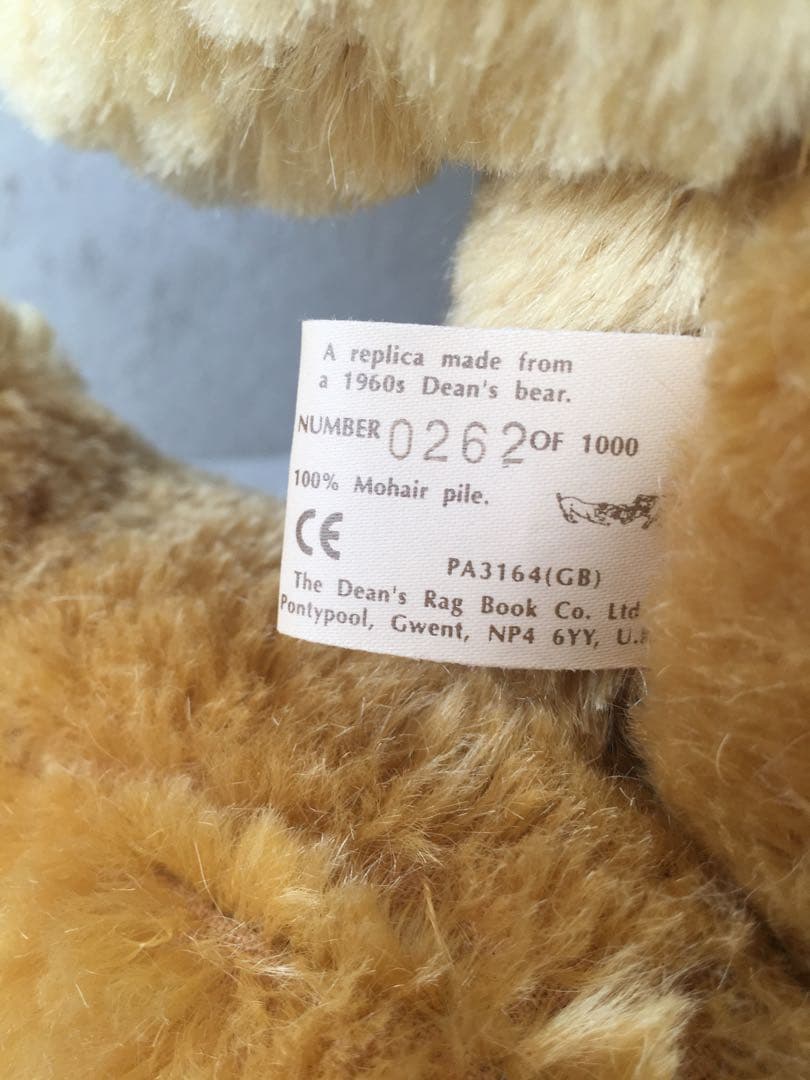 A replica made from
a 1960s Dean's bear.
NUMBER 0262 OF 1000
100% Mohair pile.
CE
PA3164(GB)
The Dean's Rag Book Co. Ltd
Pontypool, Gwent, NP4 6YY,